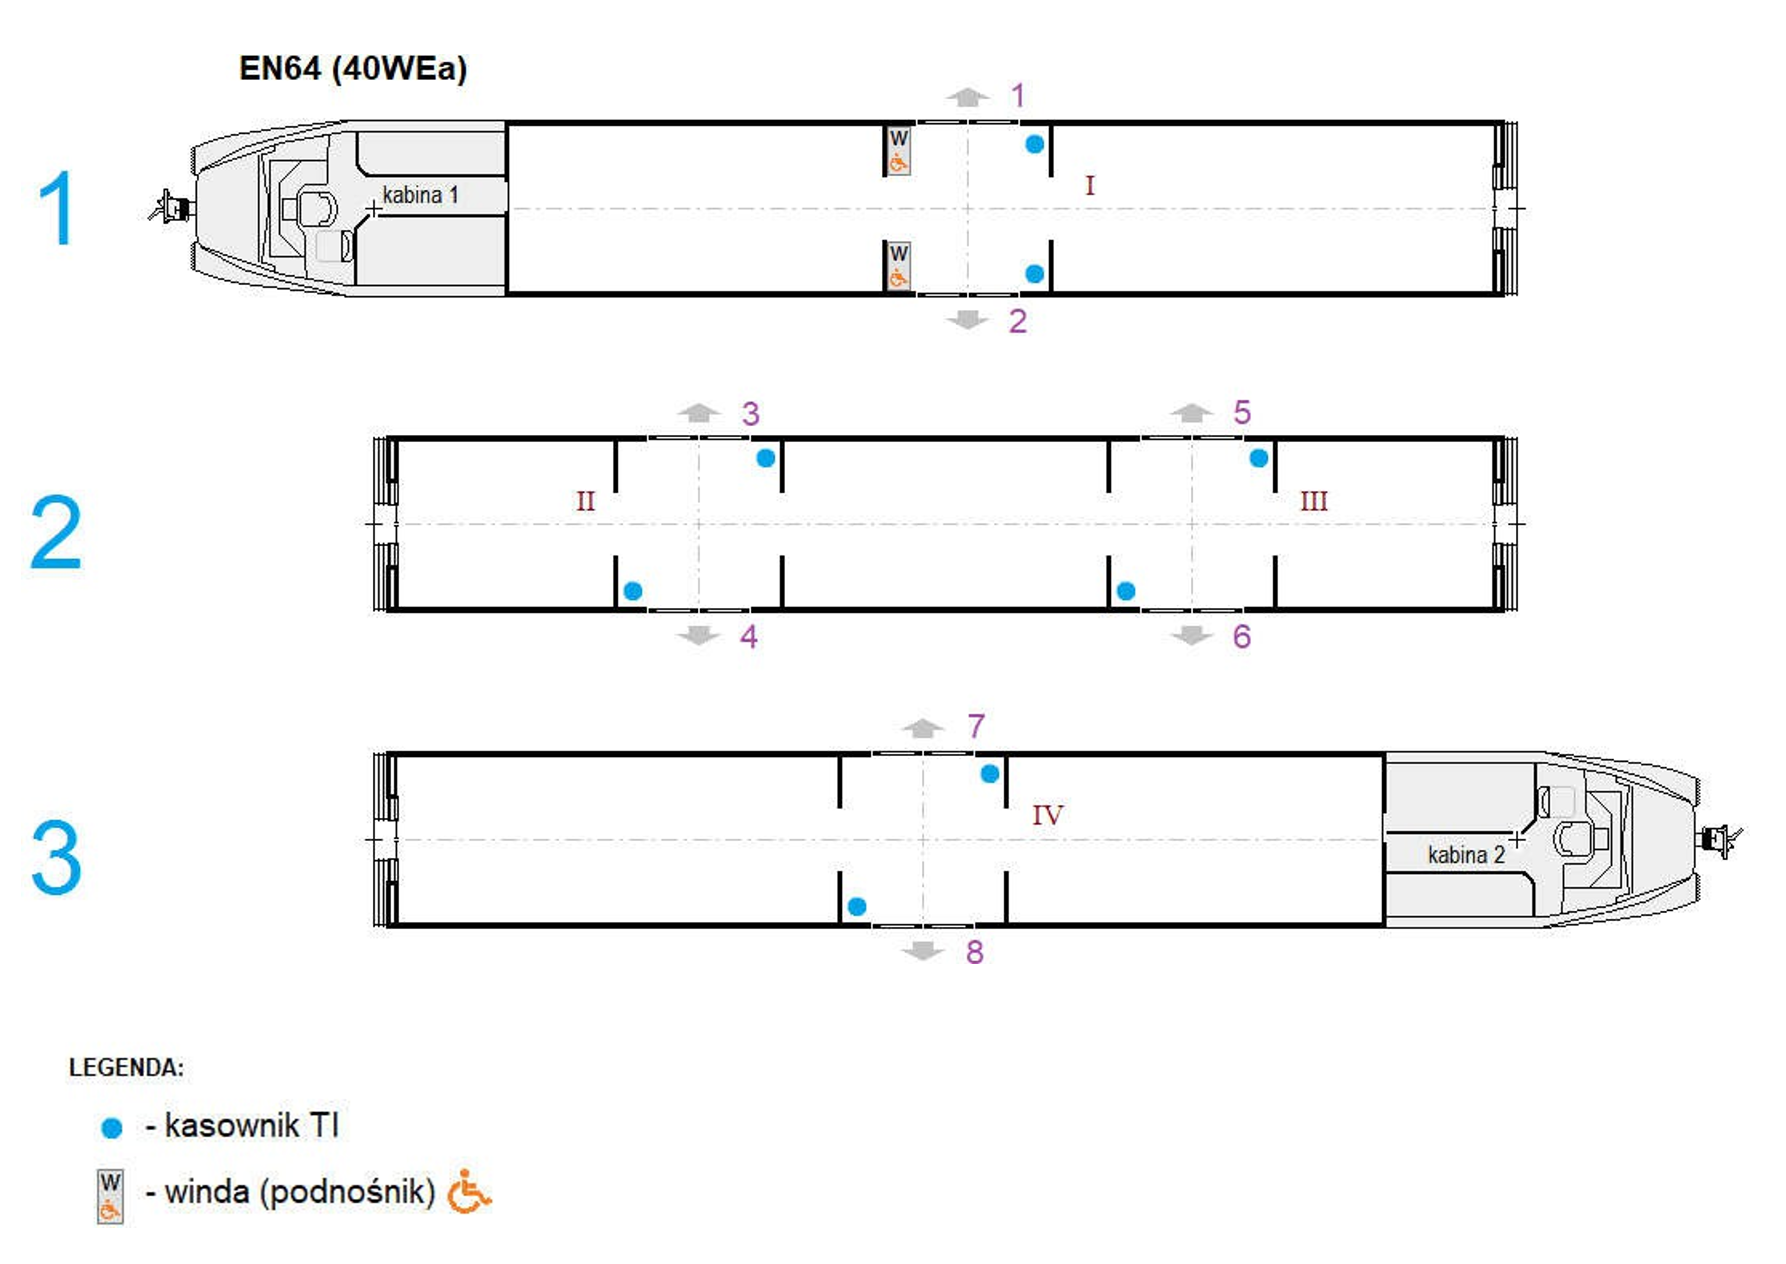 EN64 (40WEa)
1
1
W
kabina 1
I
W
2
2
3
5
II
III
4
6
3
7
IV
kabina 2
8
LEGENDA:
- kasownik TI
W
- winda (podnośnik)